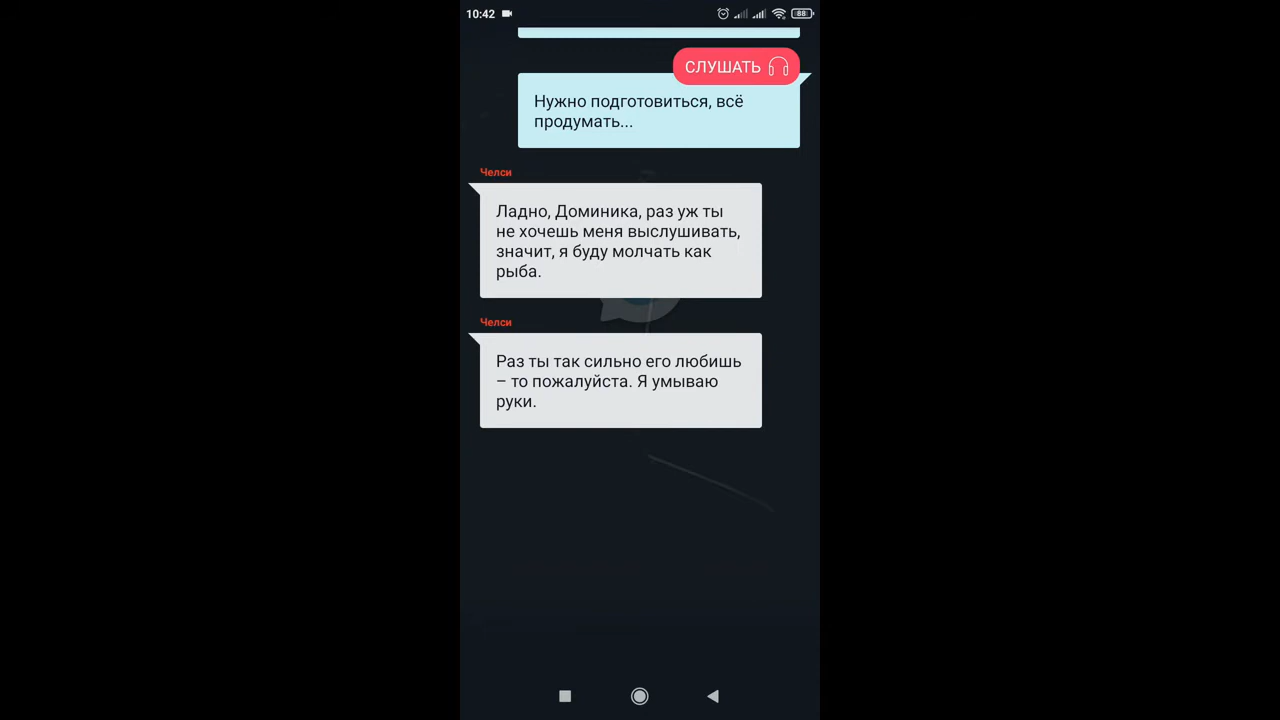 10:42
88
СЛУШАТЬ
Нужно подготовиться, всё
продумать...
Челси
Ладно, Доминика, раз уж ты
не хочешь меня выслушивать,
значит, я буду молчать как
рыба.
Челси
Раз ты так сильно его любишь
– то пожалуйста. Я умываю
руки.